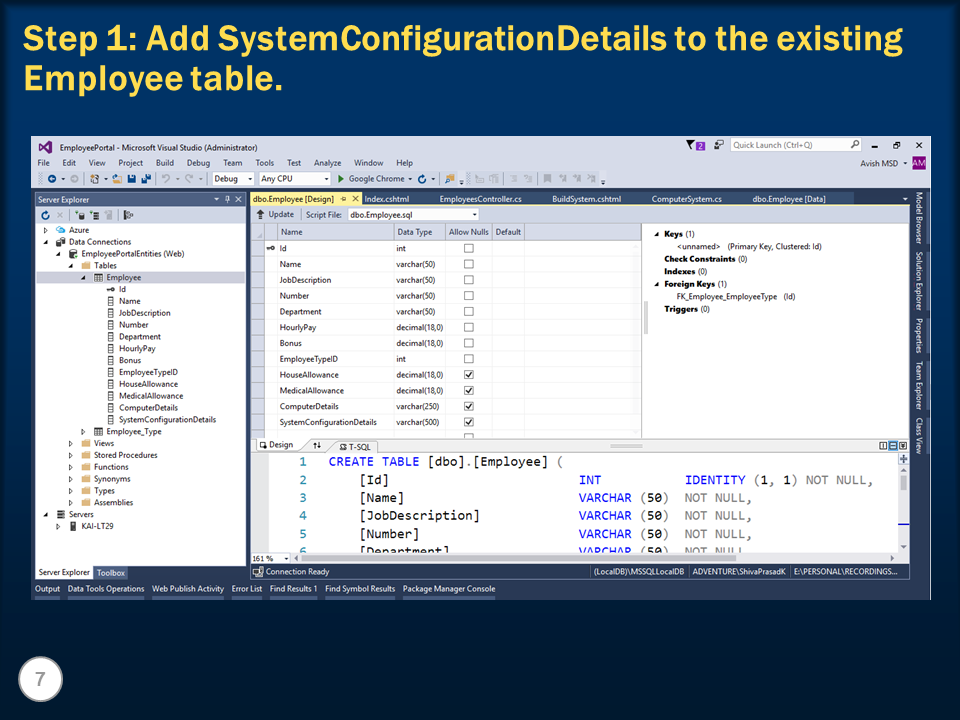 Step 1: Add SystemConfigurationDetails to the existing
Employee table.
EmployeePortal - Microsoft Visual Studio (Administrator)
2
Quick Launch (Ctrl+Q)
File Edit View Project Build Debug Team Tools Test Analyze Window Help
Avish MSD AM
Debug Any CPU Google Chrome
Server Explorer
Azure
Data Connections
EmployeePortalEntities (Web)
Tables
Employee
Id
Name
JobDescription
Number
Department
HourlyPay
Bonus
EmployeeTypeID
HouseAllowance
MedicalAllowance
ComputerDetails
SystemConfigurationDetails
Employee_Type
Views
Stored Procedures
Functions
Synonyms
Types
Assemblies
Servers
KAI-LT29
Server Explorer Toolbox
dbo.Employee [Design] Index.cshtml EmployeesController.cs BuildSystem.cshtml ComputerSystem.cs dbo.Employee [Data]
Update Script File: dbo.Employee.sql
Name Data Type Allow Nulls Default
Id int
Name varchar(50)
JobDescription varchar(50)
Number varchar(50)
Department varchar(50)
HourlyPay decimal(18,0)
Bonus decimal(18,0)
EmployeeTypeID int
HouseAllowance decimal(18,0)
MedicalAllowance decimal(18,0)
ComputerDetails varchar(250)
SystemConfigurationDetails varchar(500)
Keys (1)
<unnamed> (Primary Key, Clustered: Id)
Check Constraints (0)
Indexes (0)
Foreign Keys (1)
FK_Employee_EmployeeType (Id)
Triggers (0)
Design T-SQL
1 CREATE TABLE [dbo].[Employee] (
2 [Id] INT IDENTITY (1, 1) NOT NULL,
3 [Name] VARCHAR (50) NOT NULL,
4 [JobDescription] VARCHAR (50) NOT NULL,
5 [Number] VARCHAR (50) NOT NULL,
6 [Department] VARCHAR (50) NOT NULL,
161 %
Connection Ready (LocalDB)\MSSQLLocalDB ADVENTURE\ShivaPrasadK E:\PERSONAL\RECORDINGS...
Model Browser
Solution Explorer
Properties
Team Explorer
Class View
Output Data Tools Operations Web Publish Activity Error List Find Results 1 Find Symbol Results Package Manager Console
7